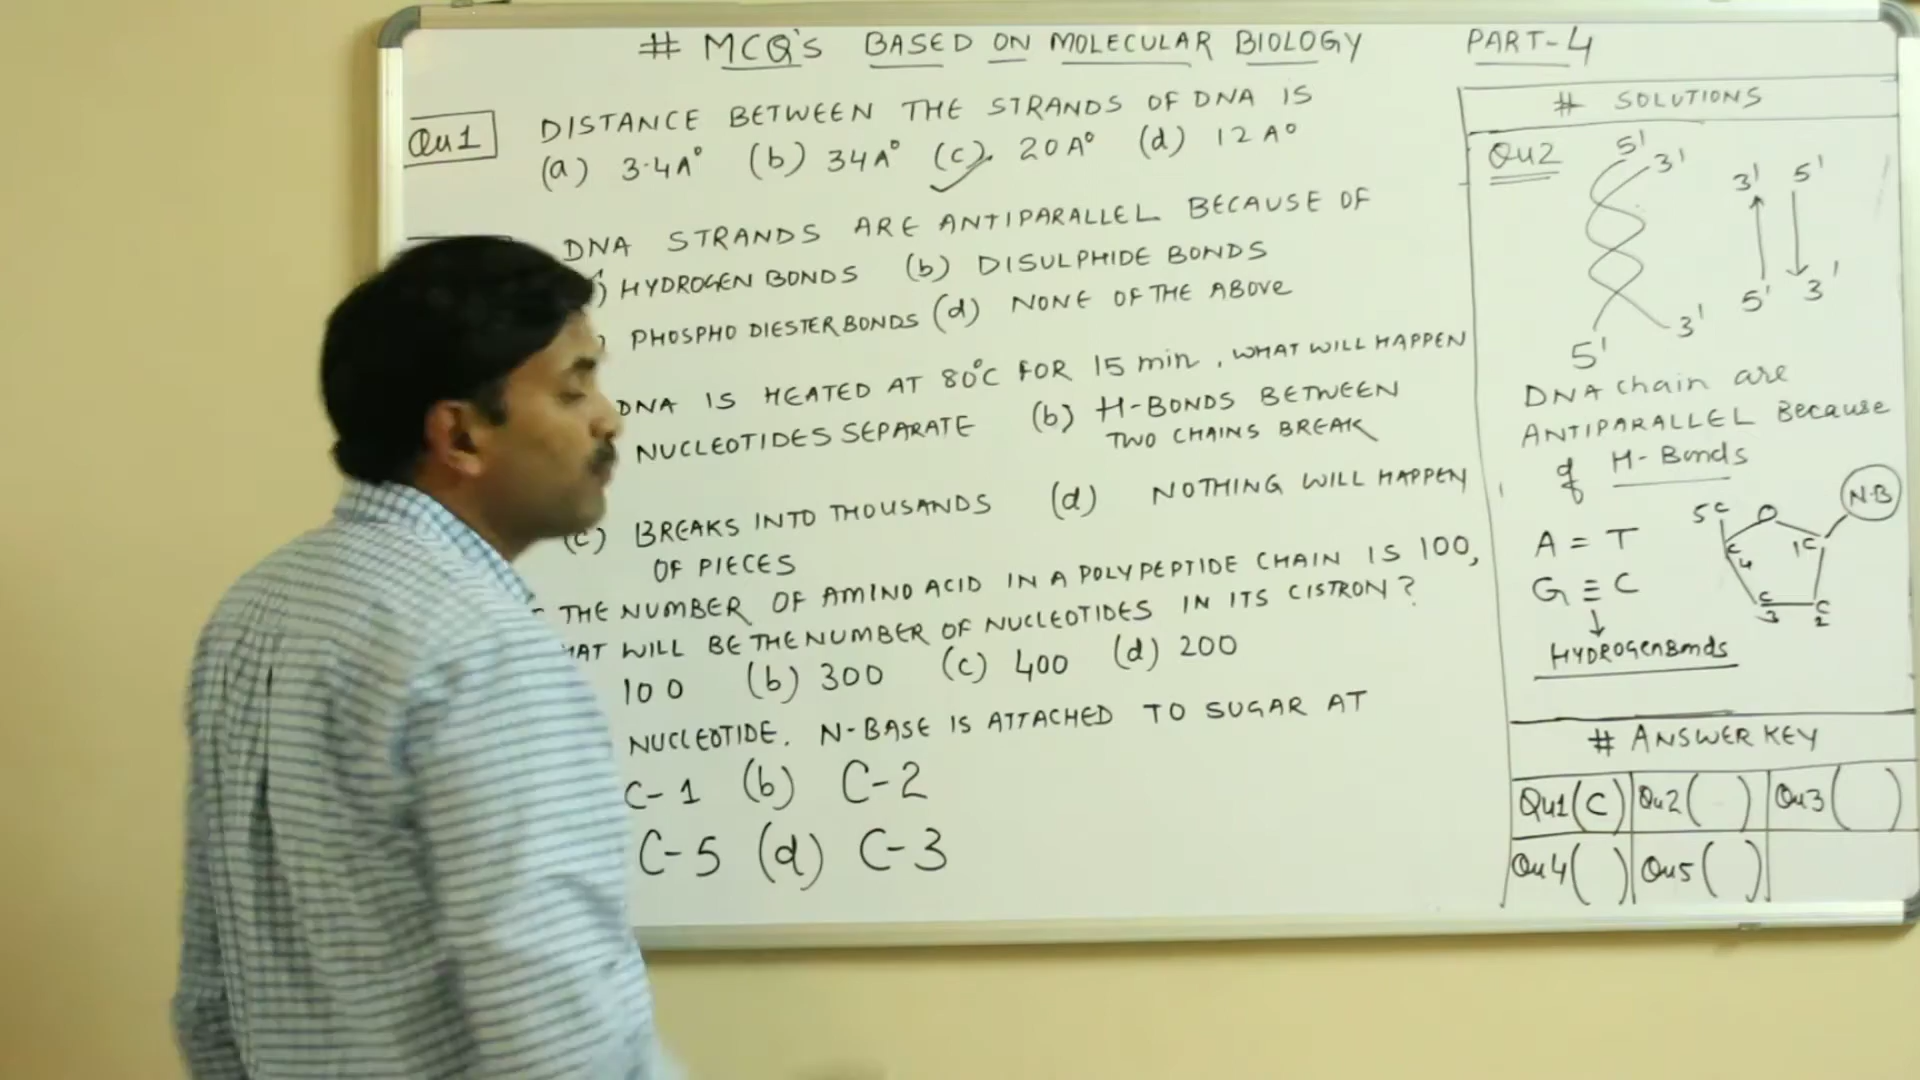 # MCQ'S BASED ON MOLECULAR BIOLOGY PART-4
Qu1 DISTANCE BETWEEN THE STRANDS OF DNA IS
(a) 3.4A° (b) 34A° (c) 20A° (d) 12A°
DNA STRANDS ARE ANTIPARALLEL BECAUSE OF
) HYDROGEN BONDS (b) DISULPHIDE BONDS
) PHOSPHO DIESTER BONDS (d) NONE OF THE ABOVE
DNA IS HEATED AT 80°C FOR 15 min, WHAT WILL HAPPEN
NUCLEOTIDES SEPARATE (b) H-BONDS BETWEEN
TWO CHAINS BREAK
(c) BREAKS INTO THOUSANDS (d) NOTHING WILL HAPPEN
OF PIECES
THE NUMBER OF AMINO ACID IN A POLYPEPTIDE CHAIN IS 100,
WILL BE THE NUMBER OF NUCLEOTIDES IN ITS CISTRON?
100 (b) 300 (c) 400 (d) 200
NUCLEOTIDE, N-BASE IS ATTACHED TO SUGAR AT
C-1 (b) C-2
C-5 (d) C-3
# SOLUTIONS
Qu2
5' 3'
3' 5'
5' 3'
3'
5'
DNA chain are
ANTIPARALLEL Because
of H-Bonds
A = T
G ≡ C
HYDROGEN Bonds
N-B
5C O
C 1C
4
C C
3 2
# ANSWER KEY
Qu1(C) Qu2( ) Qu3( )
Qu4( ) Qu5( )